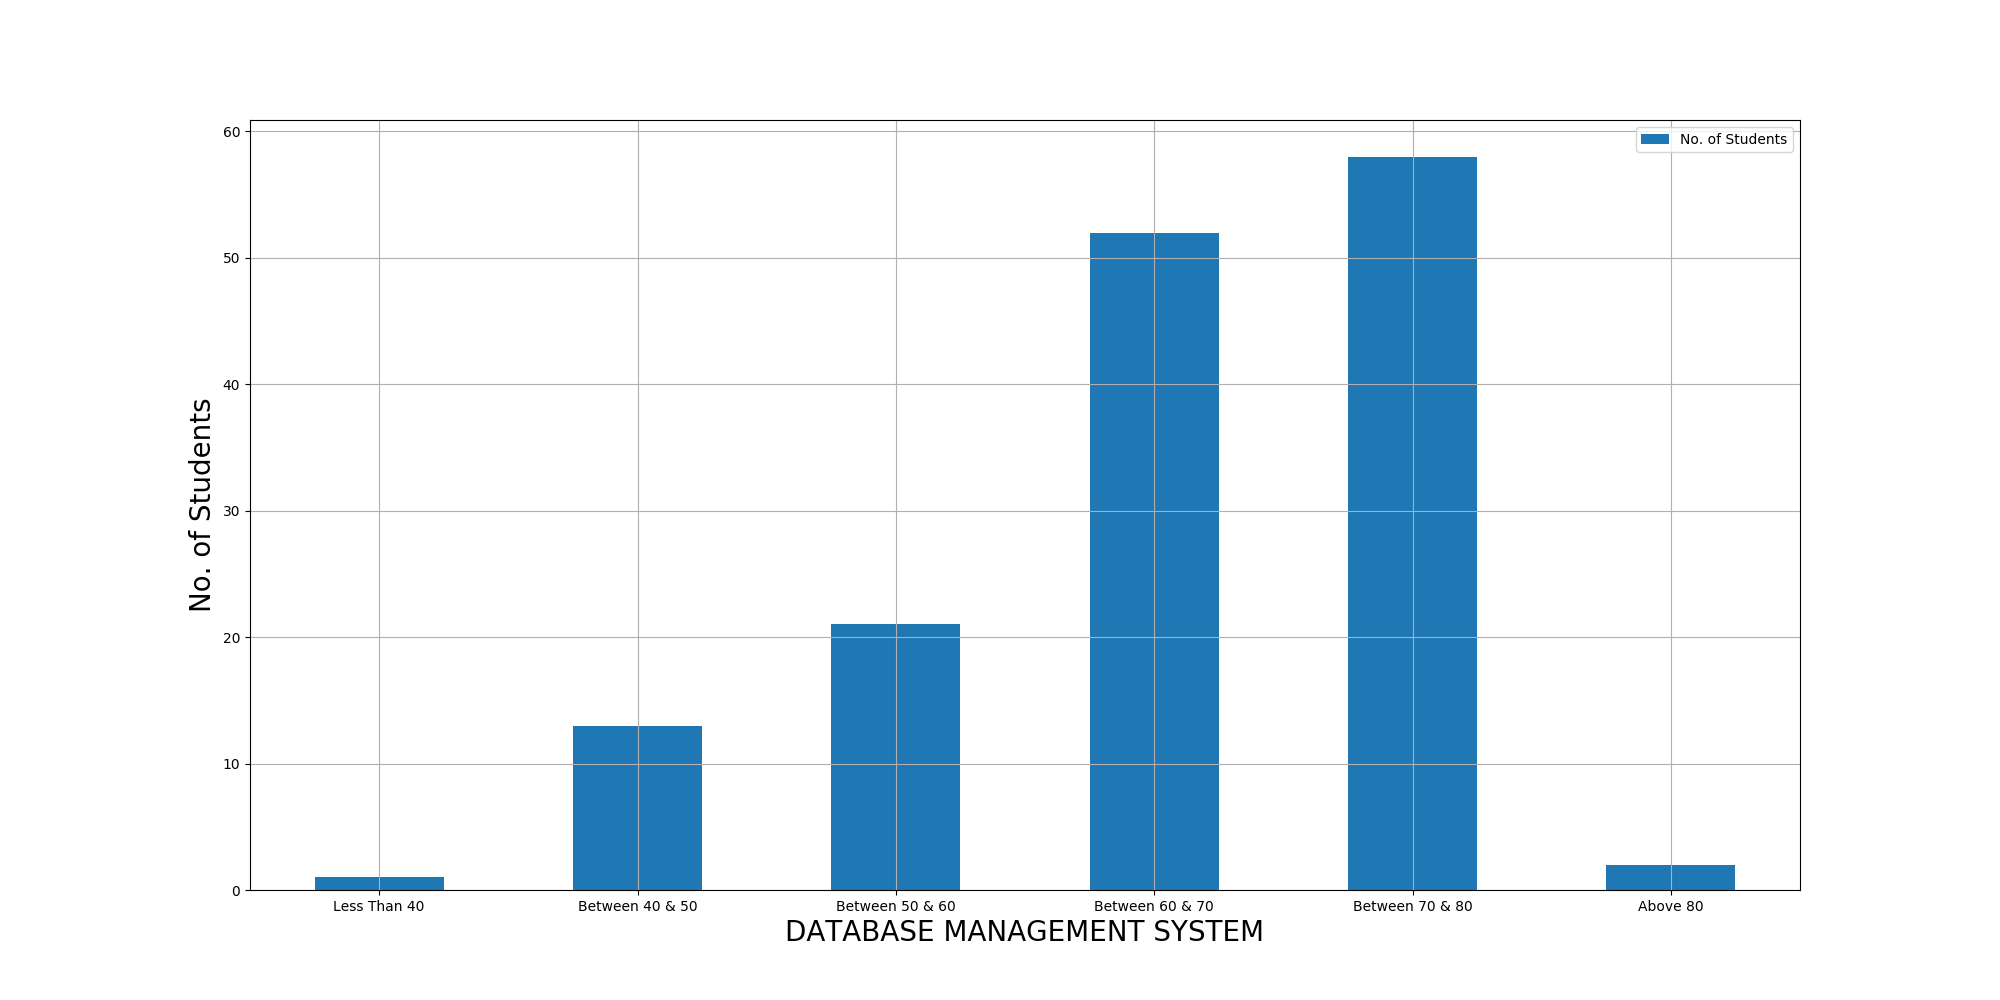 No. of Students
60
50
40
30
20
10
0
No. of Students
Less Than 40
Between 40 & 50
Between 50 & 60
Between 60 & 70
Between 70 & 80
Above 80
DATABASE MANAGEMENT SYSTEM